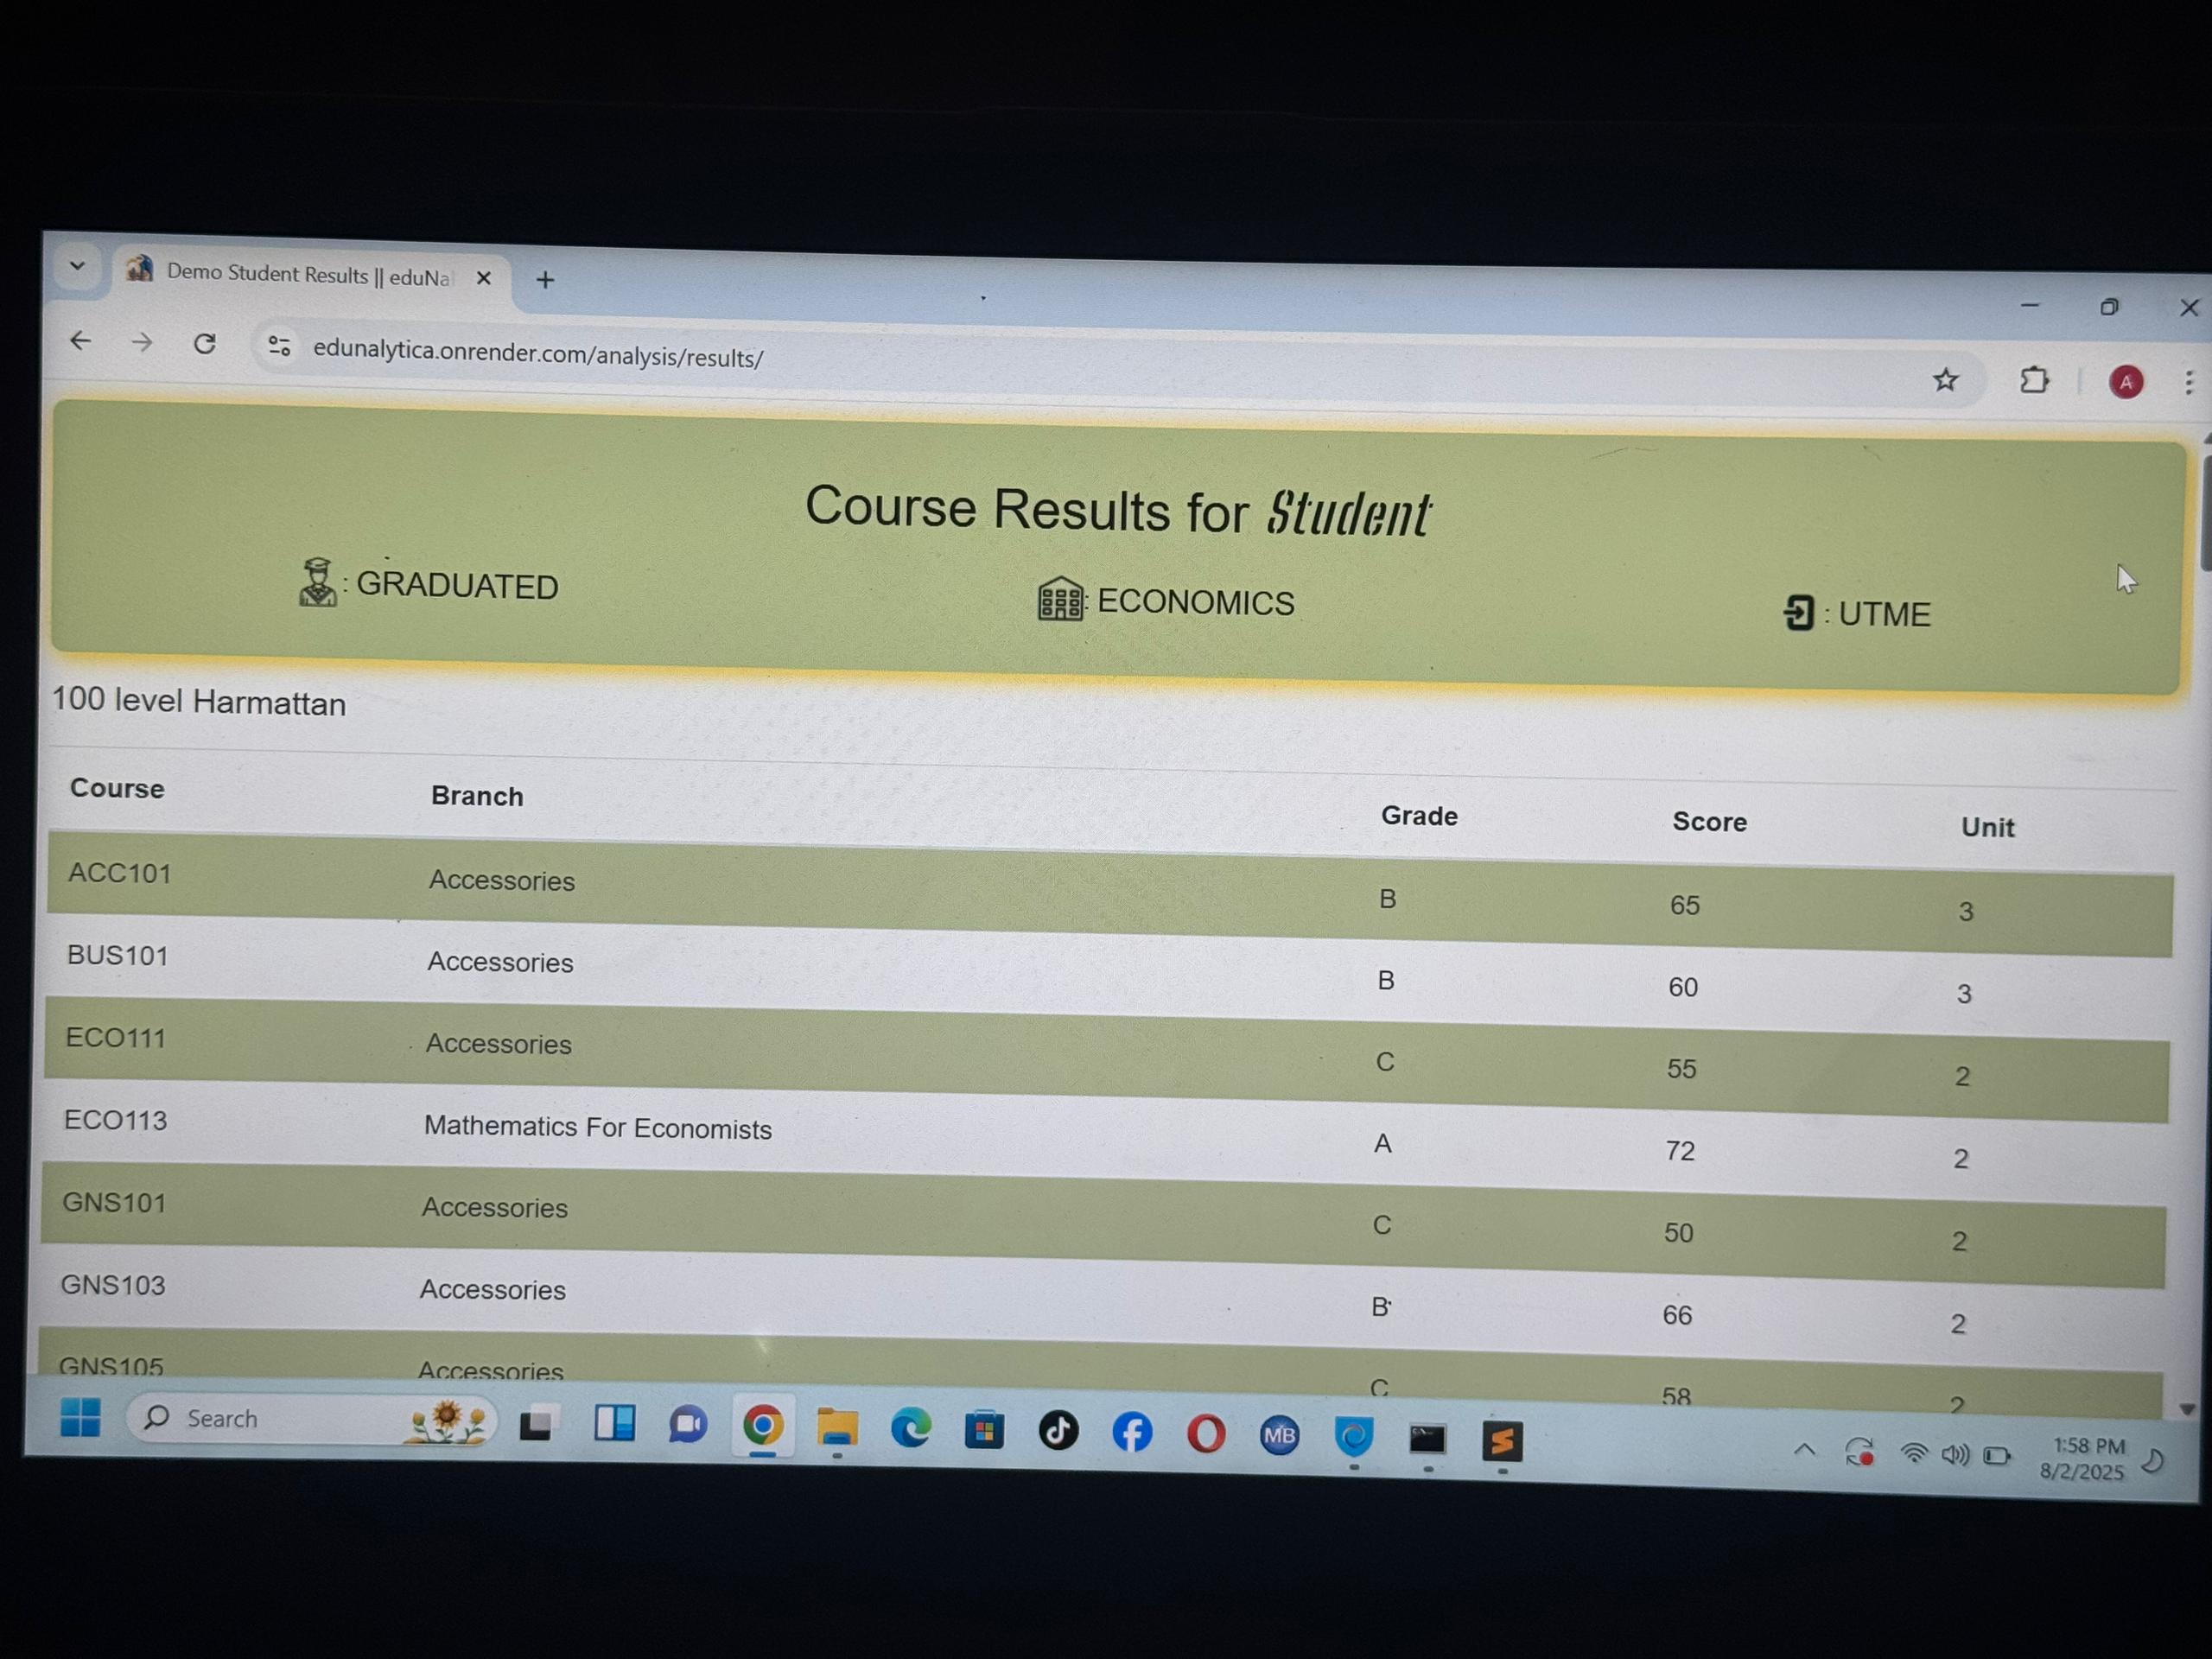 Demo Student Results || eduNa
edunalytica.onrender.com/analysis/results/
A
Course Results for Student
: GRADUATED
: ECONOMICS
: UTME
100 level Harmattan
Course Branch Grade Score Unit
ACC101 Accessories B 65 3
BUS101 Accessories B 60 3
ECO111 Accessories C 55 2
ECO113 Mathematics For Economists A 72 2
GNS101 Accessories C 50 2
GNS103 Accessories B 66 2
GNS105 Accessories C 58 2
Search
MB
1:58 PM
8/2/2025